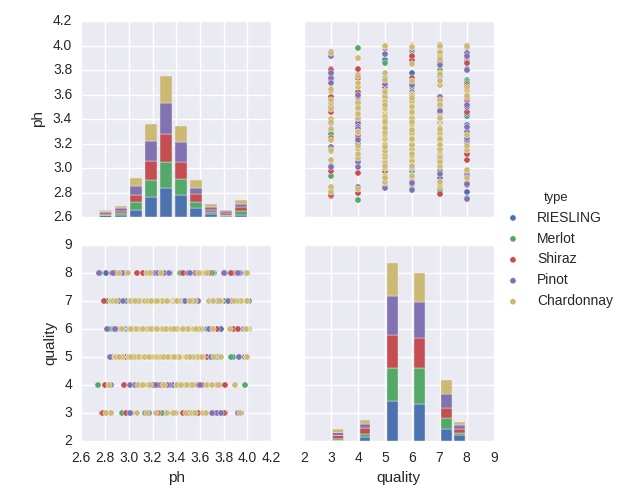 4.2
4.0
3.8
3.6
3.4
3.2
3.0
2.8
2.6
ph
type
RIESLING
Merlot
Shiraz
Pinot
Chardonnay
9
8
7
6
5
4
3
2
quality
2.6 2.8 3.0 3.2 3.4 3.6 3.8 4.0 4.2
ph
2 3 4 5 6 7 8 9
quality